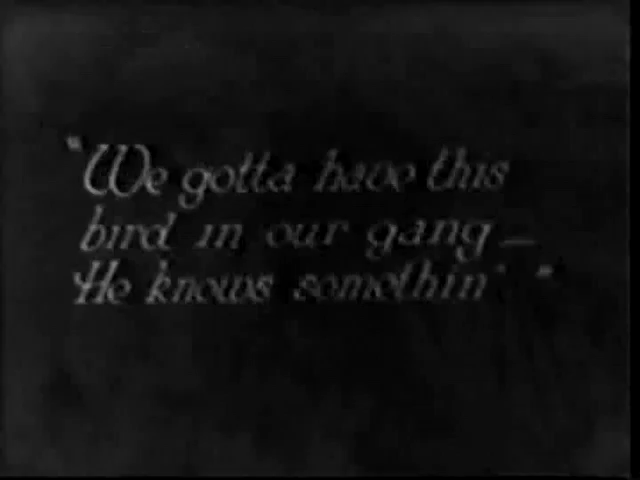 "We gotta have this
bird in our gang —
He knows somethin' "